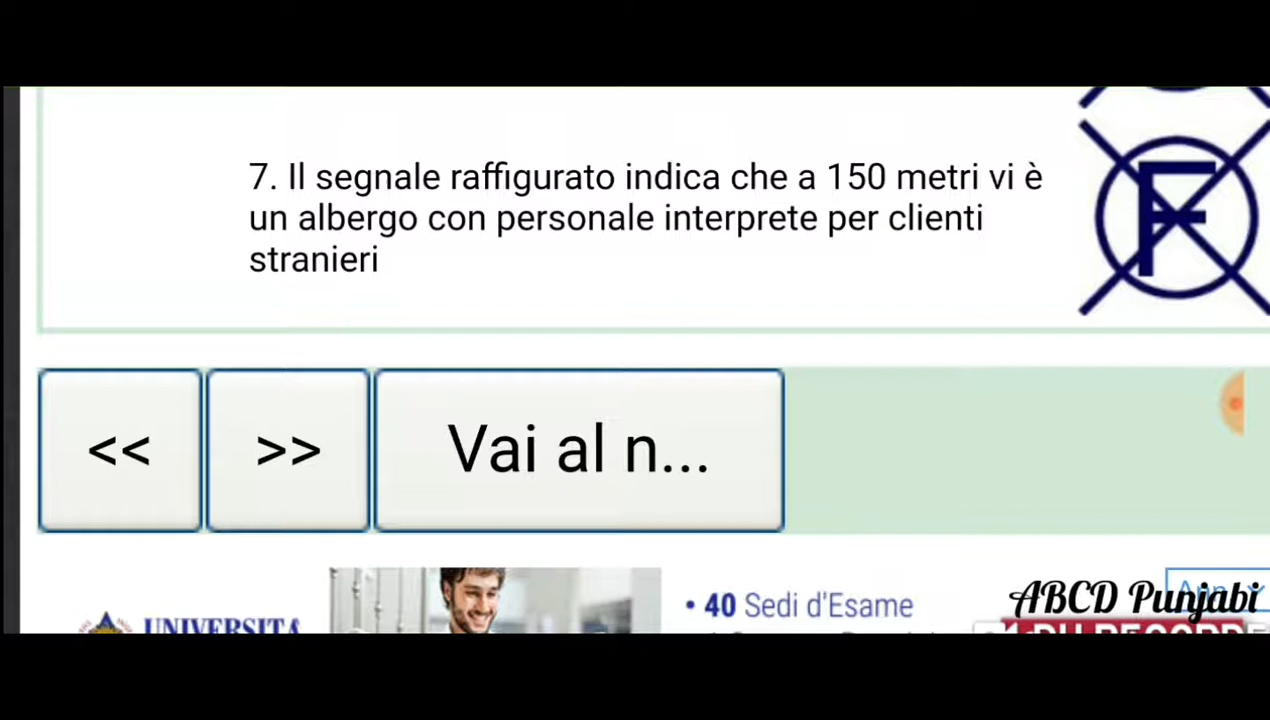 7. Il segnale raffigurato indica che a 150 metri vi è
un albergo con personale interprete per clienti
stranieri
F
<< >> Vai al n...
• 40 Sedi d'Esame
ABCD Punjabi
UNIVERSITA